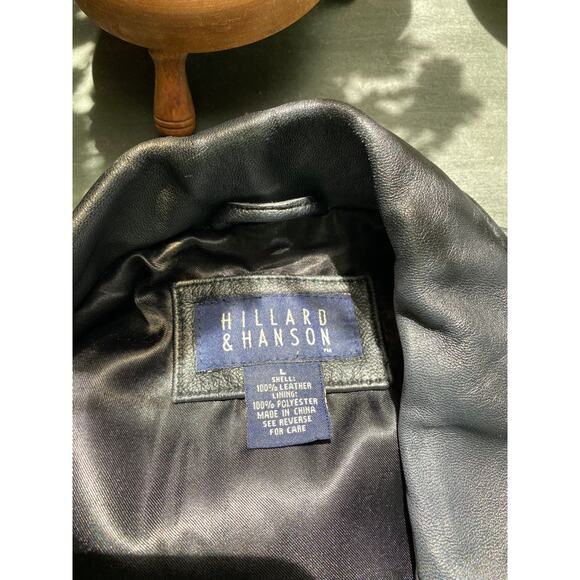 HILLARD
& HANSON
TM
L
SHELL:
100% LEATHER
LINING:
100% POLYESTER
MADE IN CHINA
SEE REVERSE
FOR CARE